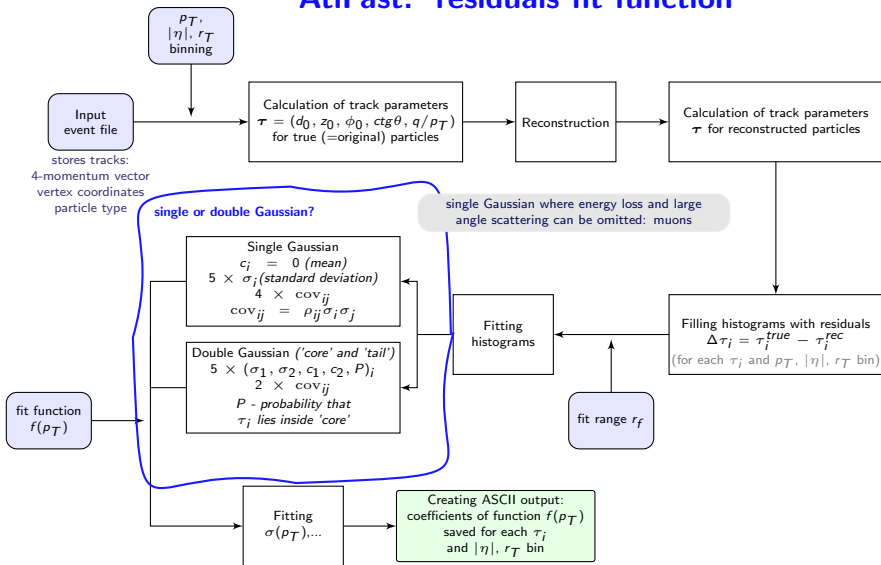 AtlFast: residuals fit function
p_T,
|η|, r_T
binning
Input
event file
stores tracks:
4-momentum vector
vertex coordinates
particle type
Calculation of track parameters
τ = (d_0, z_0, ϕ_0, ctgθ, q/p_T)
for true (=original) particles
Reconstruction
Calculation of track parameters
τ for reconstructed particles
single or double Gaussian?
single Gaussian where energy loss and large
angle scattering can be omitted: muons
Single Gaussian
c_i = 0 (mean)
5 × σ_i (standard deviation)
4 × cov_ij
cov_ij = ρ_ij σ_i σ_j
Double Gaussian ('core' and 'tail')
5 × (σ_1, σ_2, c_1, c_2, P)_i
2 × cov_ij
P - probability that
τ_i lies inside 'core'
Fitting
histograms
Filling histograms with residuals
Δτ_i = τ_i^true − τ_i^rec
(for each τ_i and p_T, |η|, r_T bin)
fit range r_f
fit function
f(p_T)
Fitting
σ(p_T),...
Creating ASCII output:
coefficients of function f(p_T)
saved for each τ_i
and |η|, r_T bin